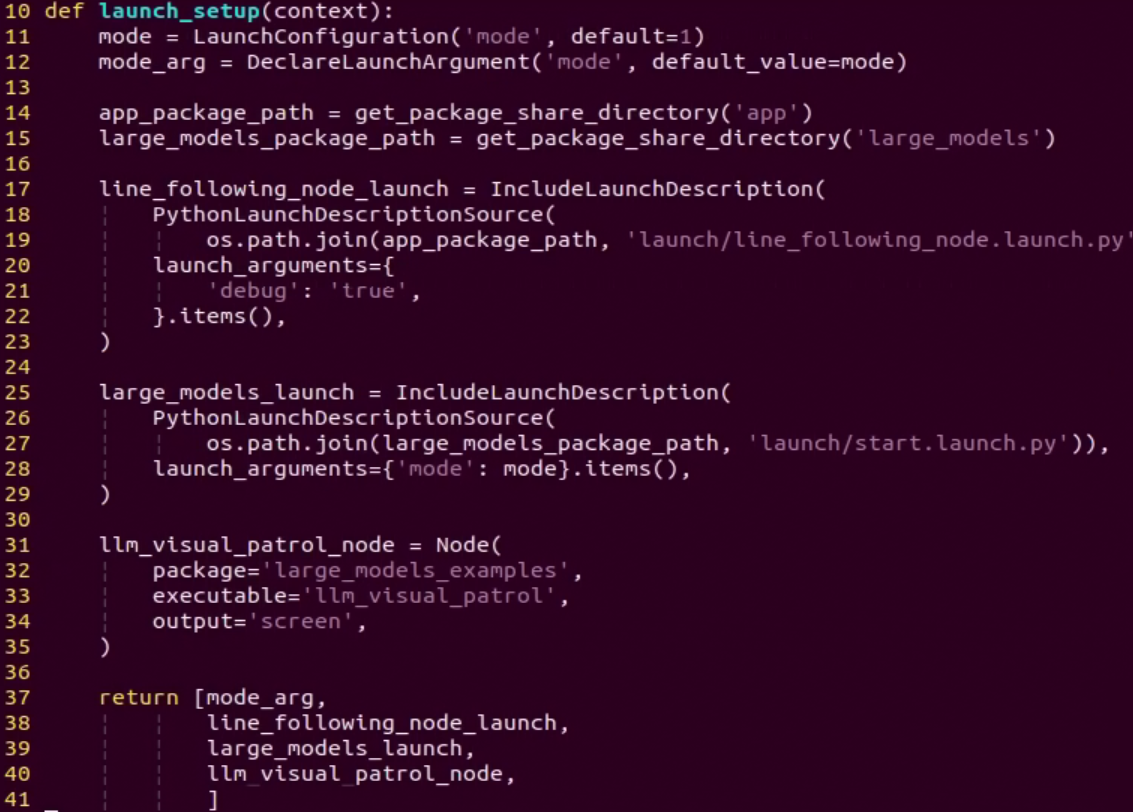 10 def launch_setup(context):
11     mode = LaunchConfiguration('mode', default=1)
12     mode_arg = DeclareLaunchArgument('mode', default_value=mode)
13
14     app_package_path = get_package_share_directory('app')
15     large_models_package_path = get_package_share_directory('large_models')
16
17     line_following_node_launch = IncludeLaunchDescription(
18         PythonLaunchDescriptionSource(
19             os.path.join(app_package_path, 'launch/line_following_node.launch.py'
20         launch_arguments={
21             'debug': 'true',
22         }.items(),
23     )
24
25     large_models_launch = IncludeLaunchDescription(
26         PythonLaunchDescriptionSource(
27             os.path.join(large_models_package_path, 'launch/start.launch.py')),
28         launch_arguments={'mode': mode}.items(),
29     )
30
31     llm_visual_patrol_node = Node(
32         package='large_models_examples',
33         executable='llm_visual_patrol',
34         output='screen',
35     )
36
37     return [mode_arg,
38             line_following_node_launch,
39             large_models_launch,
40             llm_visual_patrol_node,
41             ]